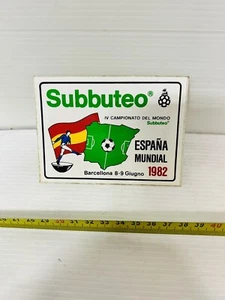 Subbuteo®
IV CAMPIONATO DEL MONDO
Subbuteo®
ESPAÑA
MUNDIAL
1982
Barcellona 8-9 Giugno